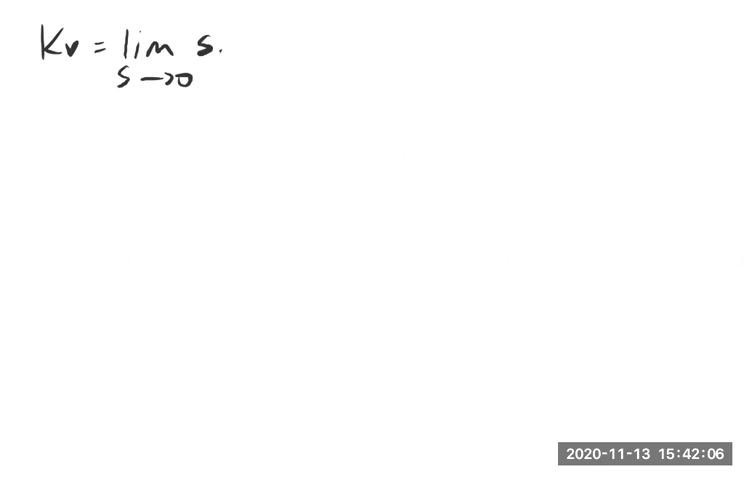 Kv = lim s.
s → 0
2020-11-13 15:42:06